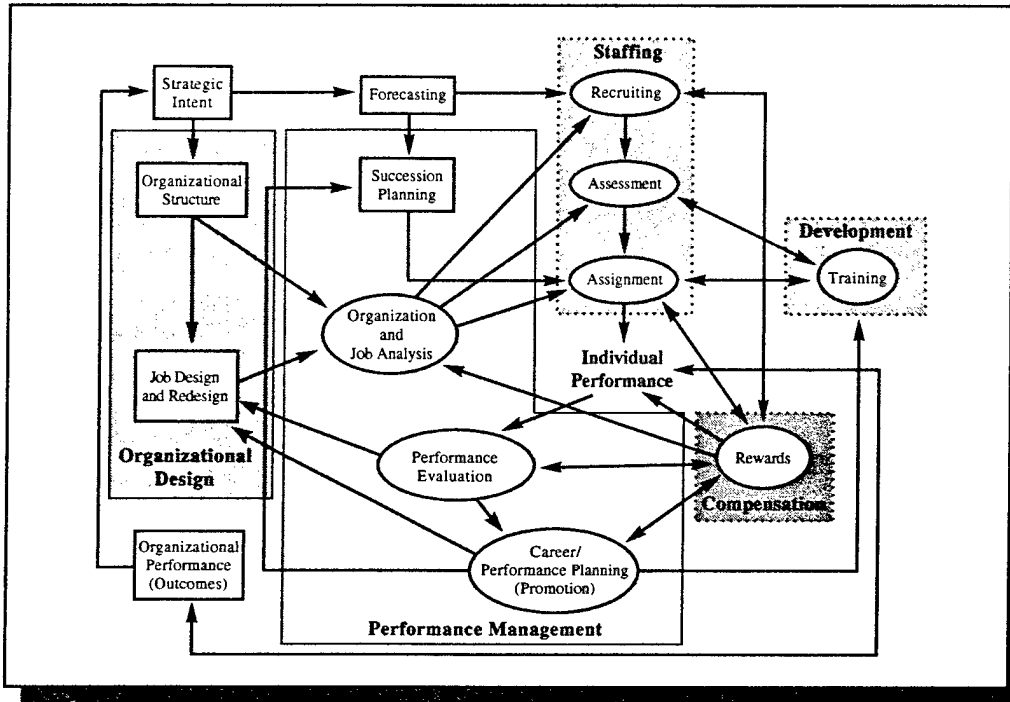 Staffing
Strategic
Intent
Forecasting
Recruiting
Organizational
Structure
Succession
Planning
Assessment
Development
Training
Assignment
Organization
and
Job Analysis
Job Design
and Redesign
Individual
Performance
Organizational
Design
Performance
Evaluation
Rewards
Compensation
Organizational
Performance
(Outcomes)
Career/
Performance Planning
(Promotion)
Performance Management